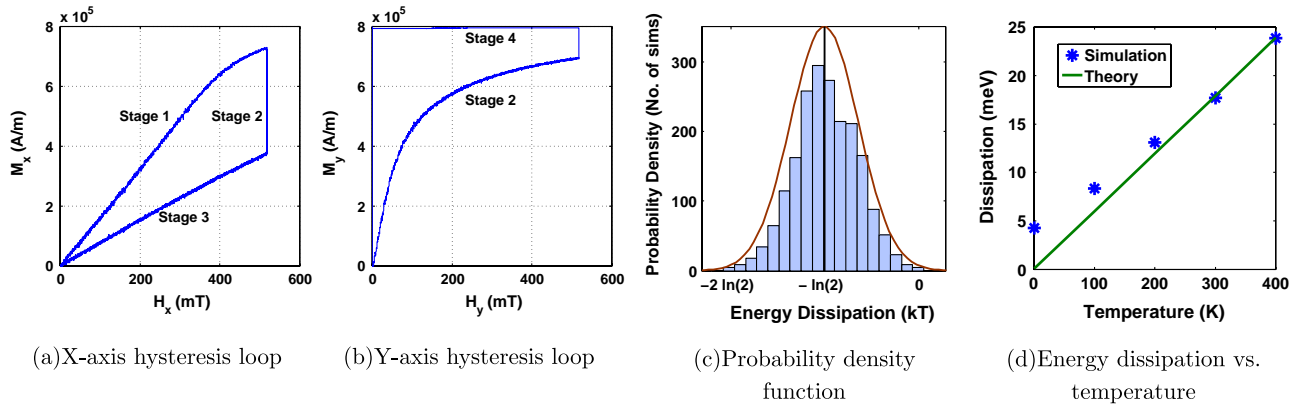 × 10⁵
8
6
4
2
0
M_x (A/m)
Stage 1
Stage 2
Stage 3
0
200
400
600
H_x (mT)
(a)X-axis hysteresis loop
× 10⁵
8
6
4
2
0
M_y (A/m)
Stage 4
Stage 2
0
200
400
600
H_y (mT)
(b)Y-axis hysteresis loop
350
300
200
100
0
Probability Density (No. of sims)
−2 ln(2)
− ln(2)
0
Energy Dissipation (kT)
(c)Probability density
function
25
20
15
10
5
0
Dissipation (meV)
Simulation
Theory
0
100
200
300
400
Temperature (K)
(d)Energy dissipation vs.
temperature